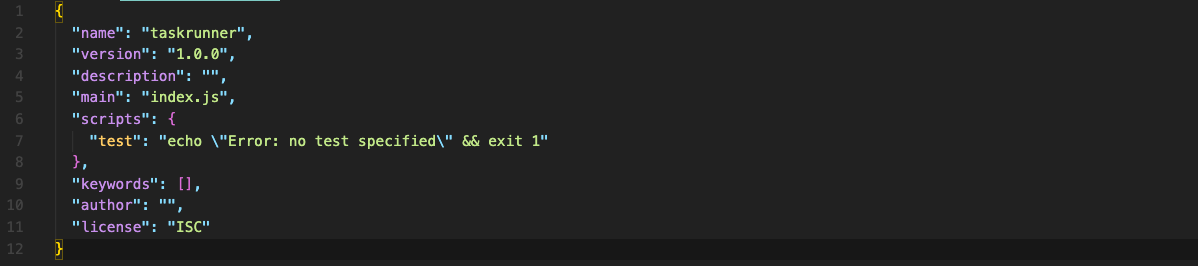 1 {
2   "name": "taskrunner",
3   "version": "1.0.0",
4   "description": "",
5   "main": "index.js",
6   "scripts": {
7     "test": "echo \"Error: no test specified\" && exit 1"
8   },
9   "keywords": [],
10   "author": "",
11   "license": "ISC"
12 }